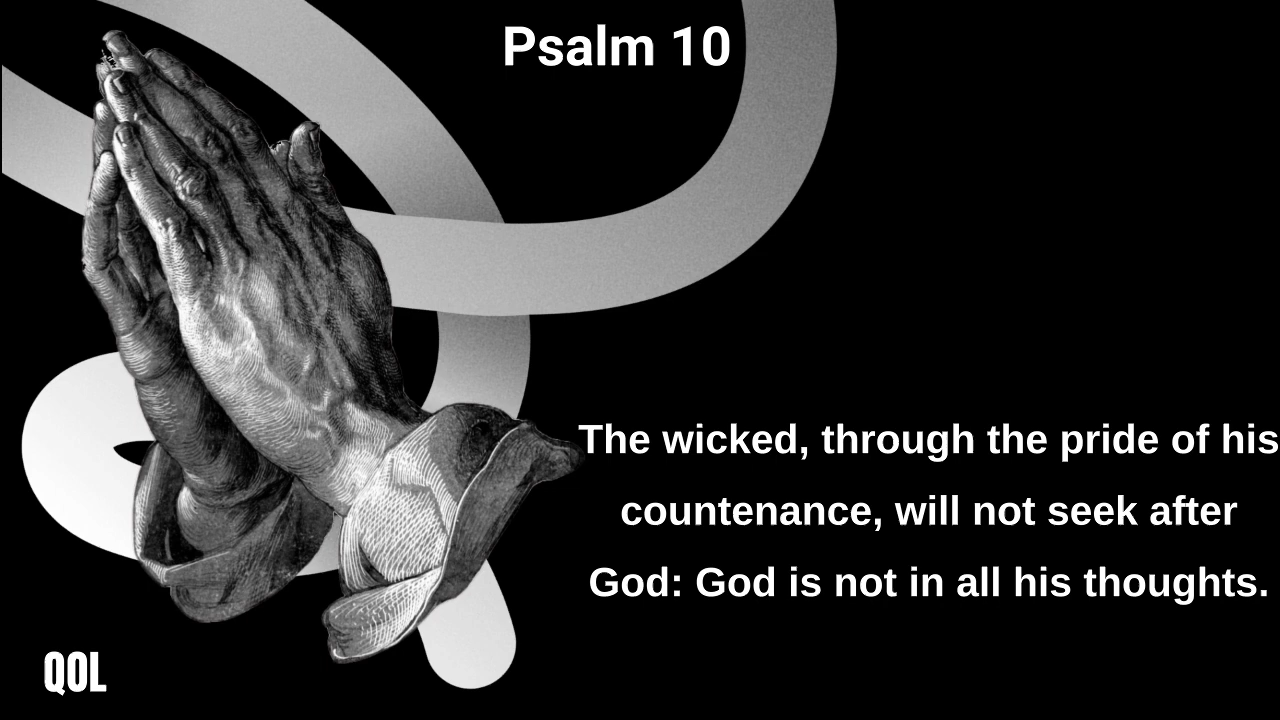 Psalm 10
The wicked, through the pride of his
countenance, will not seek after
God: God is not in all his thoughts.
QOL